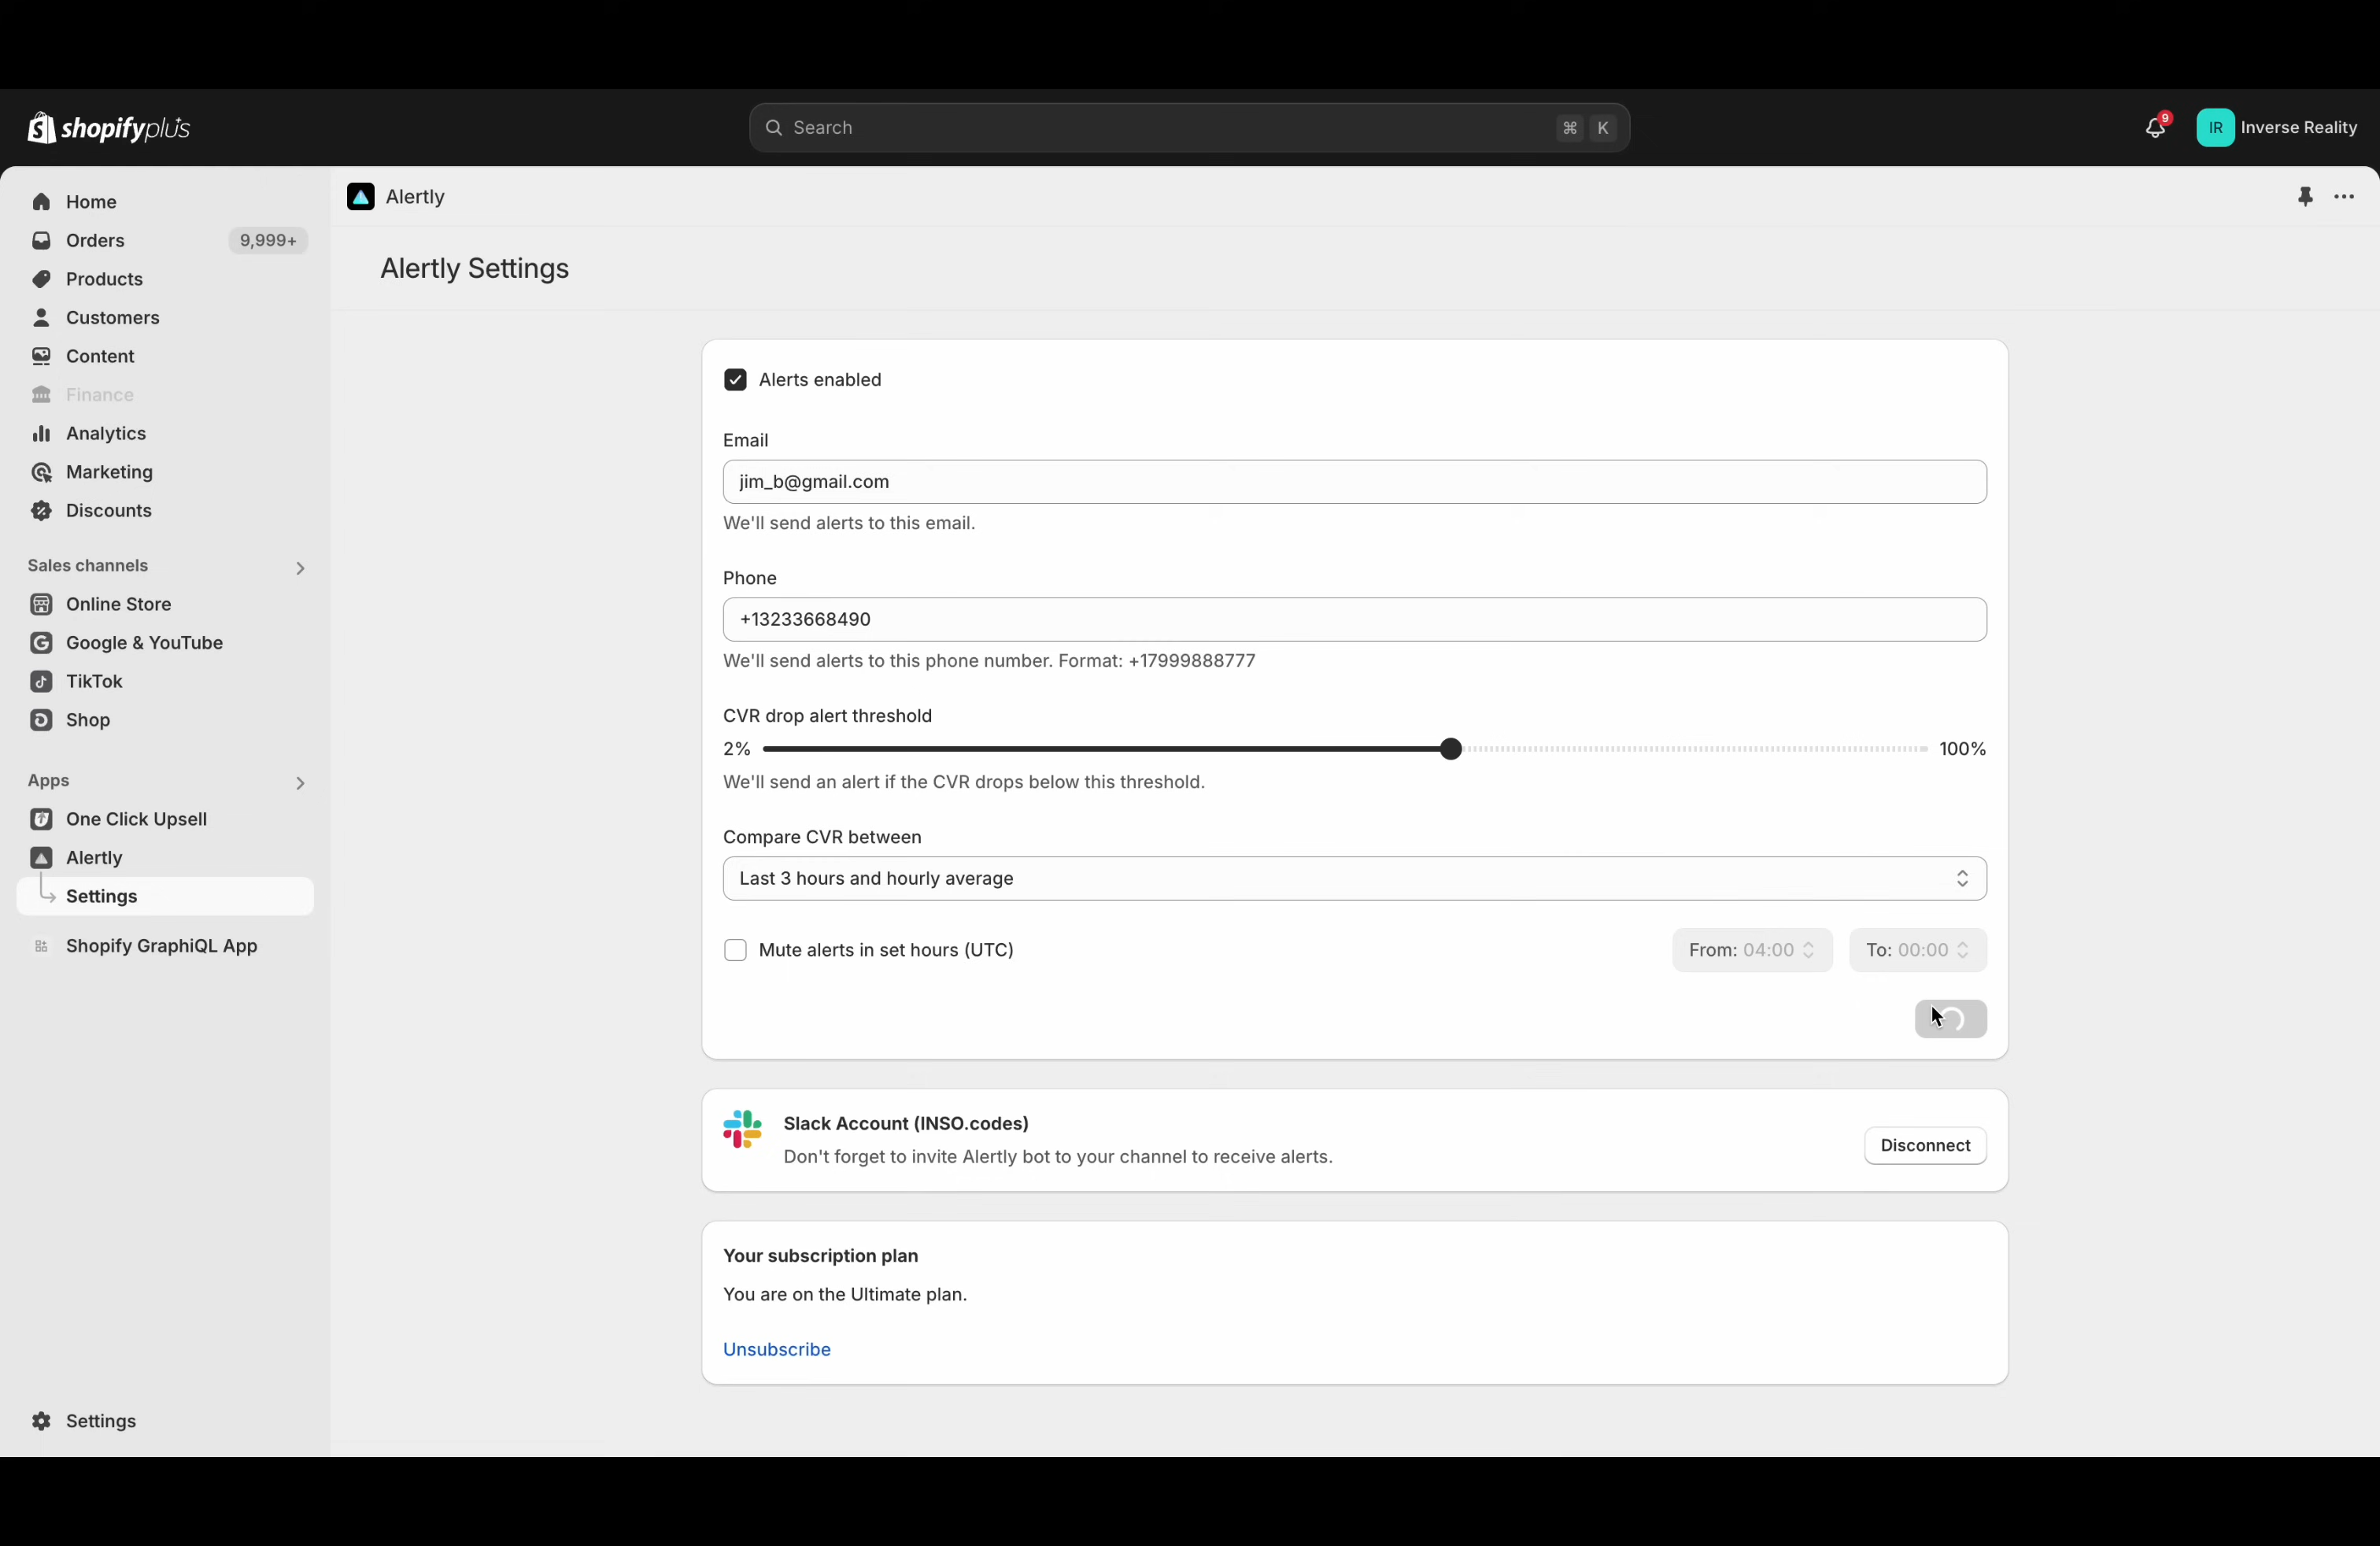 shopifyplus
Search
⌘ K
9
IR
Inverse Reality
Home
Orders 9,999+
Products
Customers
Content
Finance
Analytics
Marketing
Discounts
Sales channels
Online Store
Google & YouTube
TikTok
Shop
Apps
One Click Upsell
Alertly
Settings
Shopify GraphiQL App
Settings
Alertly
Alertly Settings
Alerts enabled
Email
jim_b@gmail.com
We'll send alerts to this email.
Phone
+13233668490
We'll send alerts to this phone number. Format: +17999888777
CVR drop alert threshold
2% 100%
We'll send an alert if the CVR drops below this threshold.
Compare CVR between
Last 3 hours and hourly average
Mute alerts in set hours (UTC) From: 04:00 To: 00:00
Slack Account (INSO.codes)
Don't forget to invite Alertly bot to your channel to receive alerts.
Disconnect
Your subscription plan
You are on the Ultimate plan.
Unsubscribe